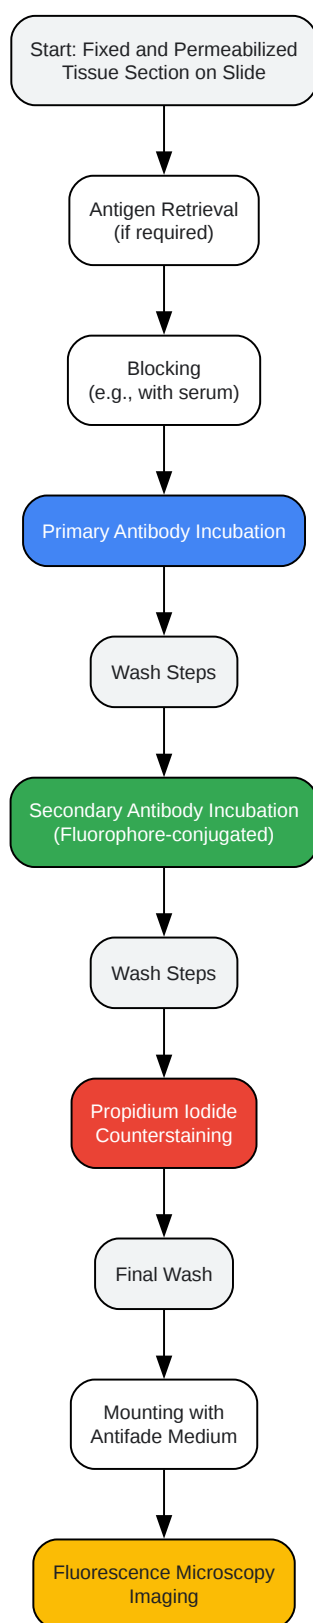 Start: Fixed and Permeabilized
Tissue Section on Slide
Antigen Retrieval
(if required)
Blocking
(e.g., with serum)
Primary Antibody Incubation
Wash Steps
Secondary Antibody Incubation
(Fluorophore-conjugated)
Wash Steps
Propidium Iodide
Counterstaining
Final Wash
Mounting with
Antifade Medium
Fluorescence Microscopy
Imaging